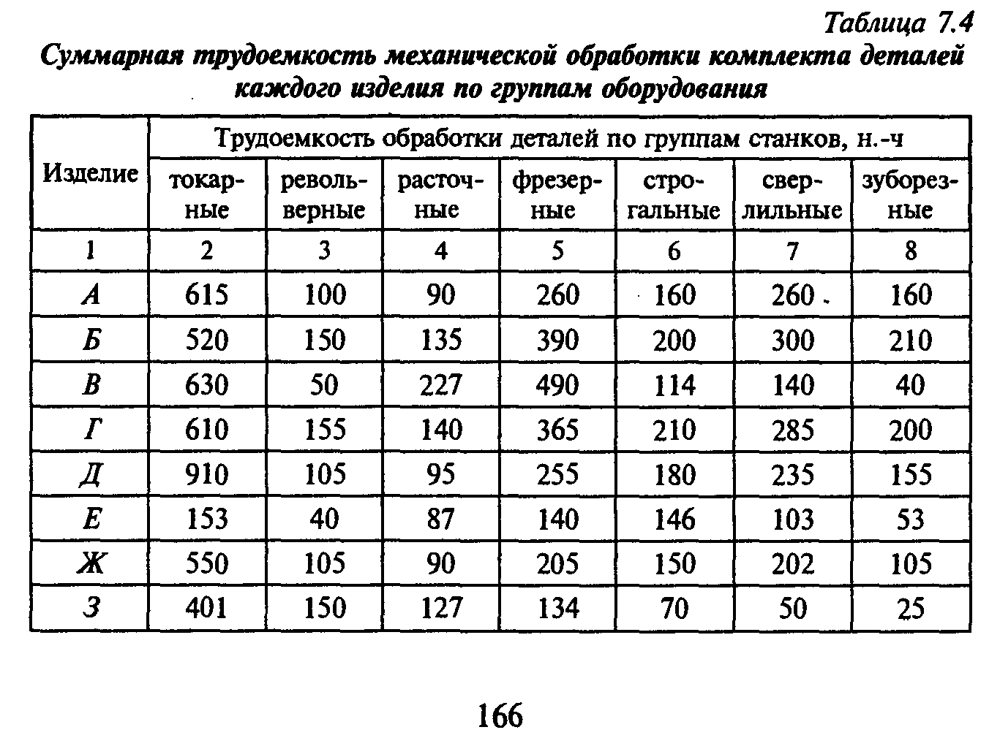 Таблица 7.4
Суммарная трудоемкость механической обработки комплекта деталей
каждого изделия по группам оборудования
Изделие
Трудоемкость обработки деталей по группам станков, н.-ч
токар-
ные
револь-
верные
расточ-
ные
фрезер-
ные
стро-
гальные
свер-
лильные
зуборез-
ные
1 2 3 4 5 6 7 8
А 615 100 90 260 160 260 160
Б 520 150 135 390 200 300 210
В 630 50 227 490 114 140 40
Г 610 155 140 365 210 285 200
Д 910 105 95 255 180 235 155
Е 153 40 87 140 146 103 53
Ж 550 105 90 205 150 202 105
З 401 150 127 134 70 50 25
166